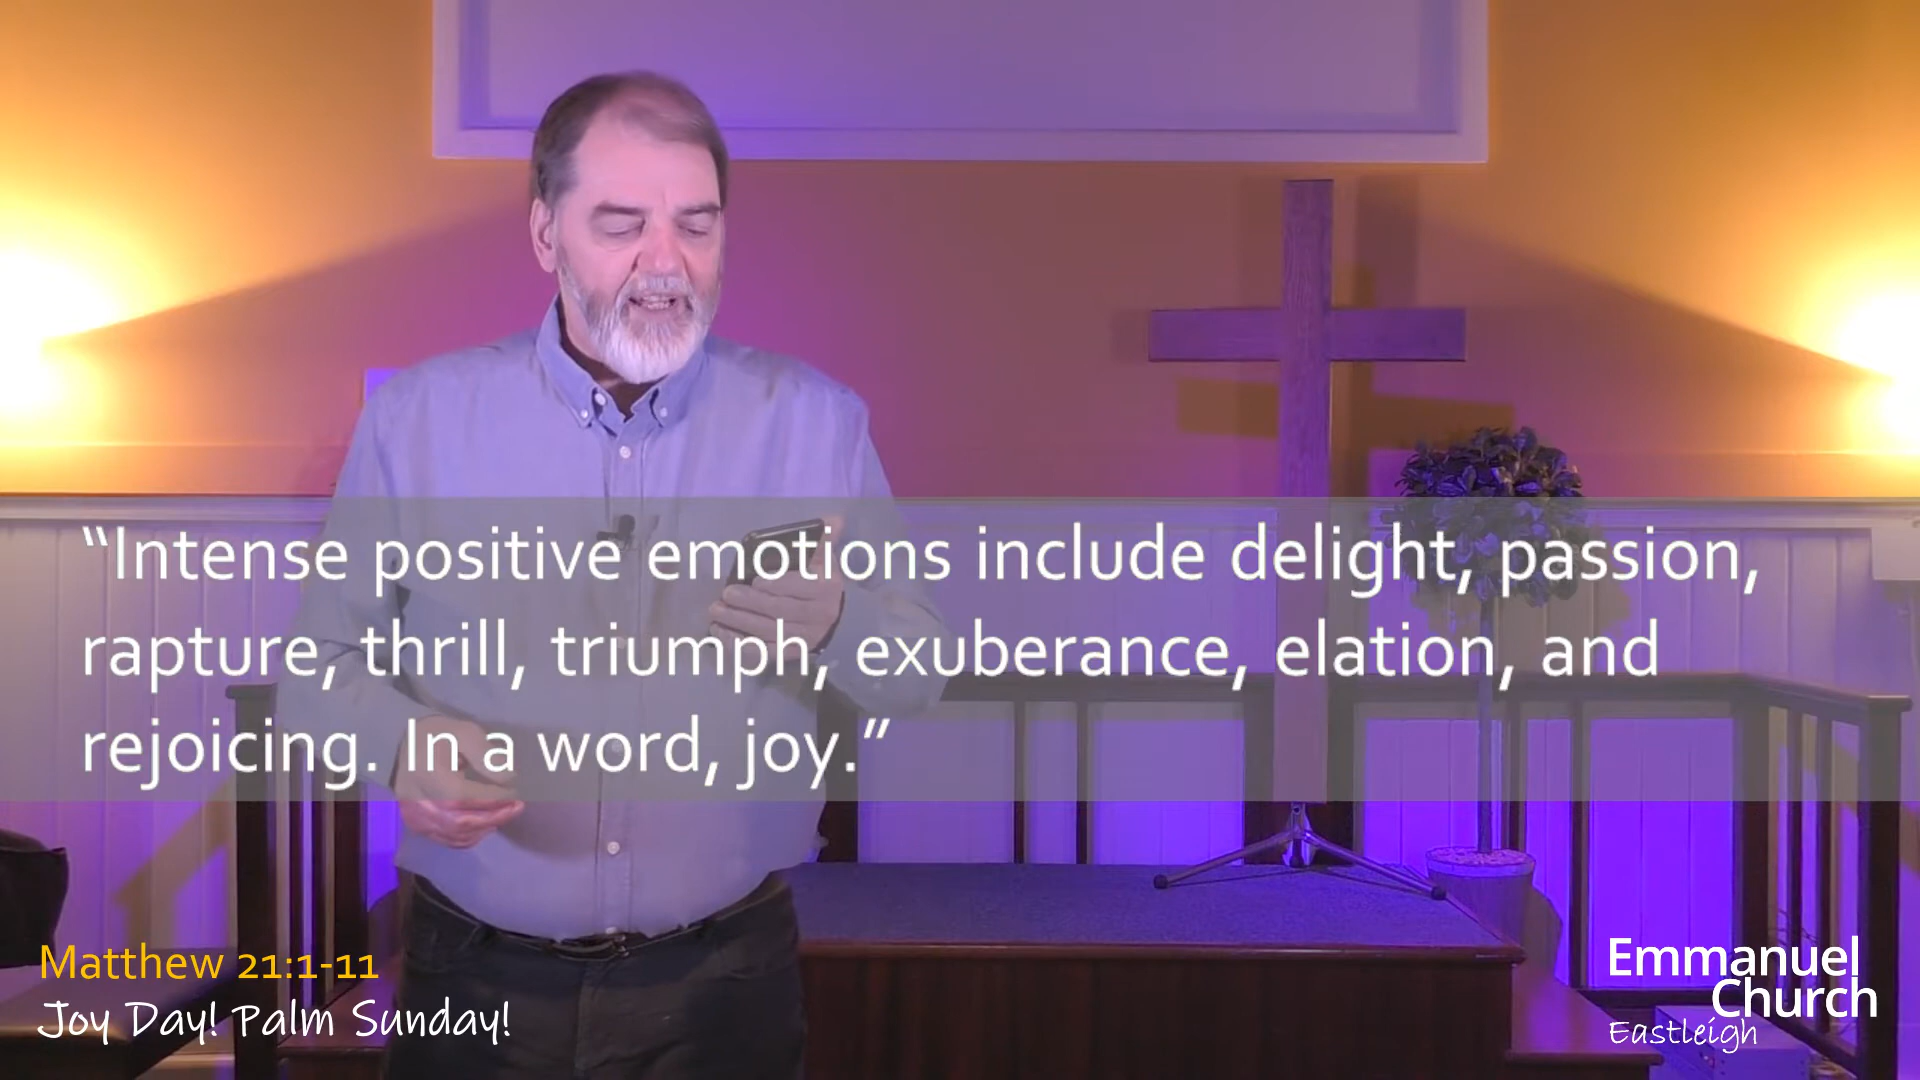 “Intense positive emotions include delight, passion,
rapture, thrill, triumph, exuberance, elation, and
rejoicing. In a word, joy.”
Matthew 21:1-11
Joy Day! Palm Sunday!
Emmanuel
Church
Eastleigh